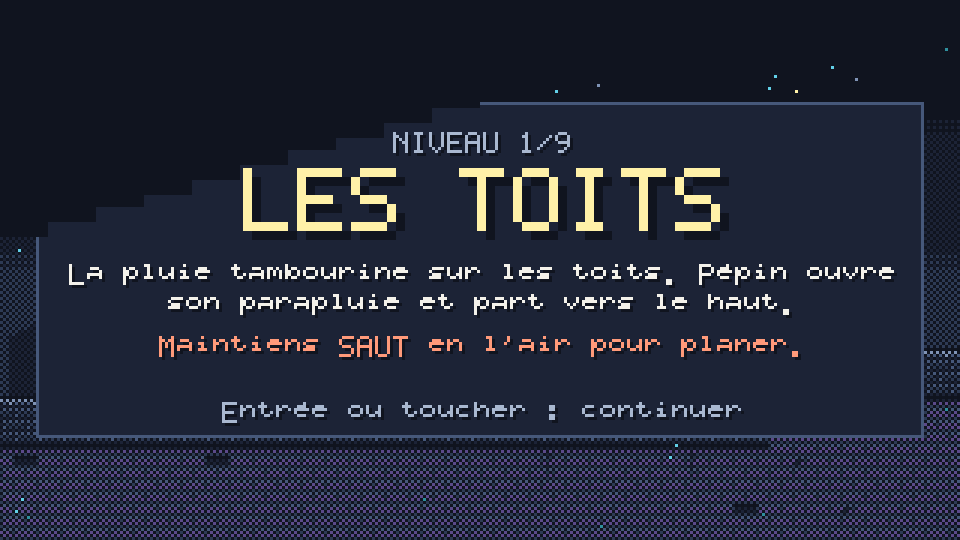 NIVEAU 1/9
LES TOITS
La pluie tambourine sur les toits. Pépin ouvre
son parapluie et part vers le haut.
Maintiens SAUT en l'air pour planer.
Entrée ou toucher : continuer